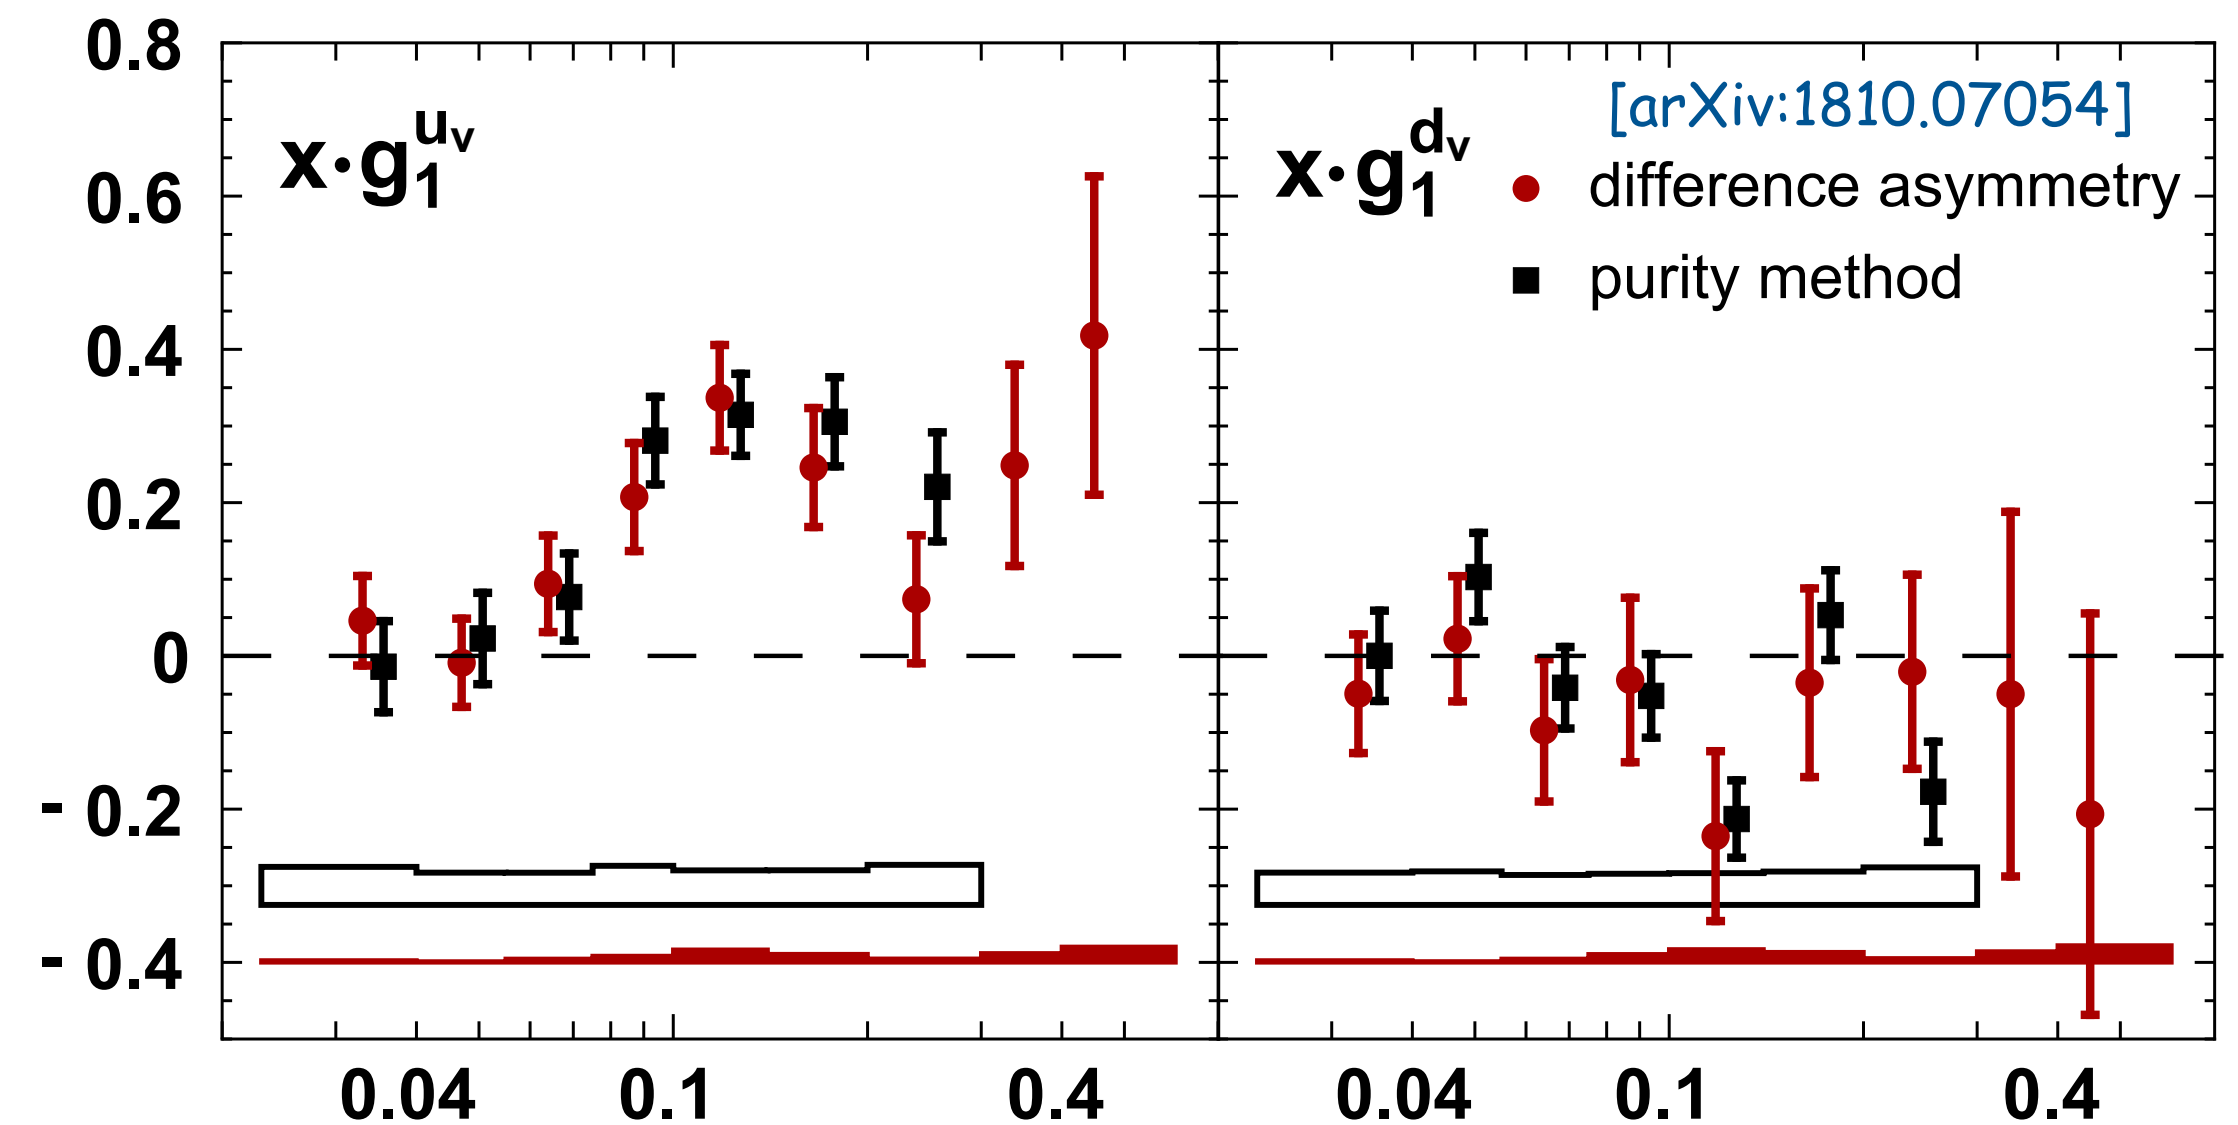 0.8
0.6
0.4
0.2
0
- 0.2
- 0.4
x·g₁ᵘᵛ
x·g₁ᵈᵛ
[arXiv:1810.07054]
difference asymmetry
purity method
0.04 0.1 0.4
0.04 0.1 0.4